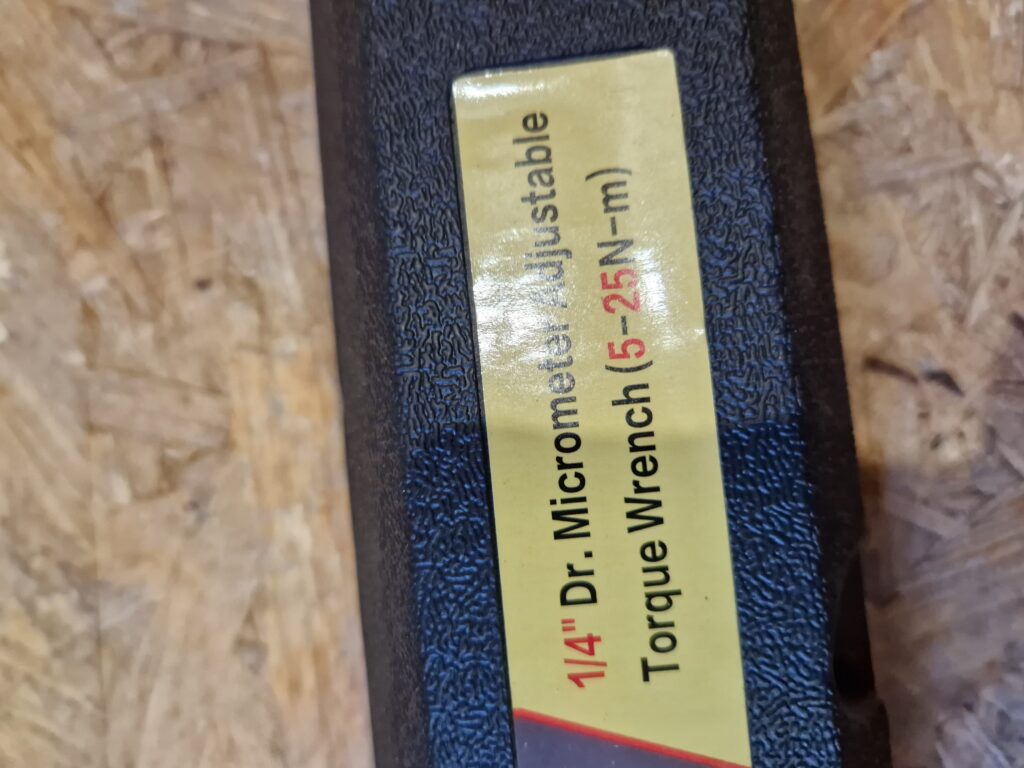 1/4" Dr. Micrometer Adjustable
Torque Wrench (5-25N-m)